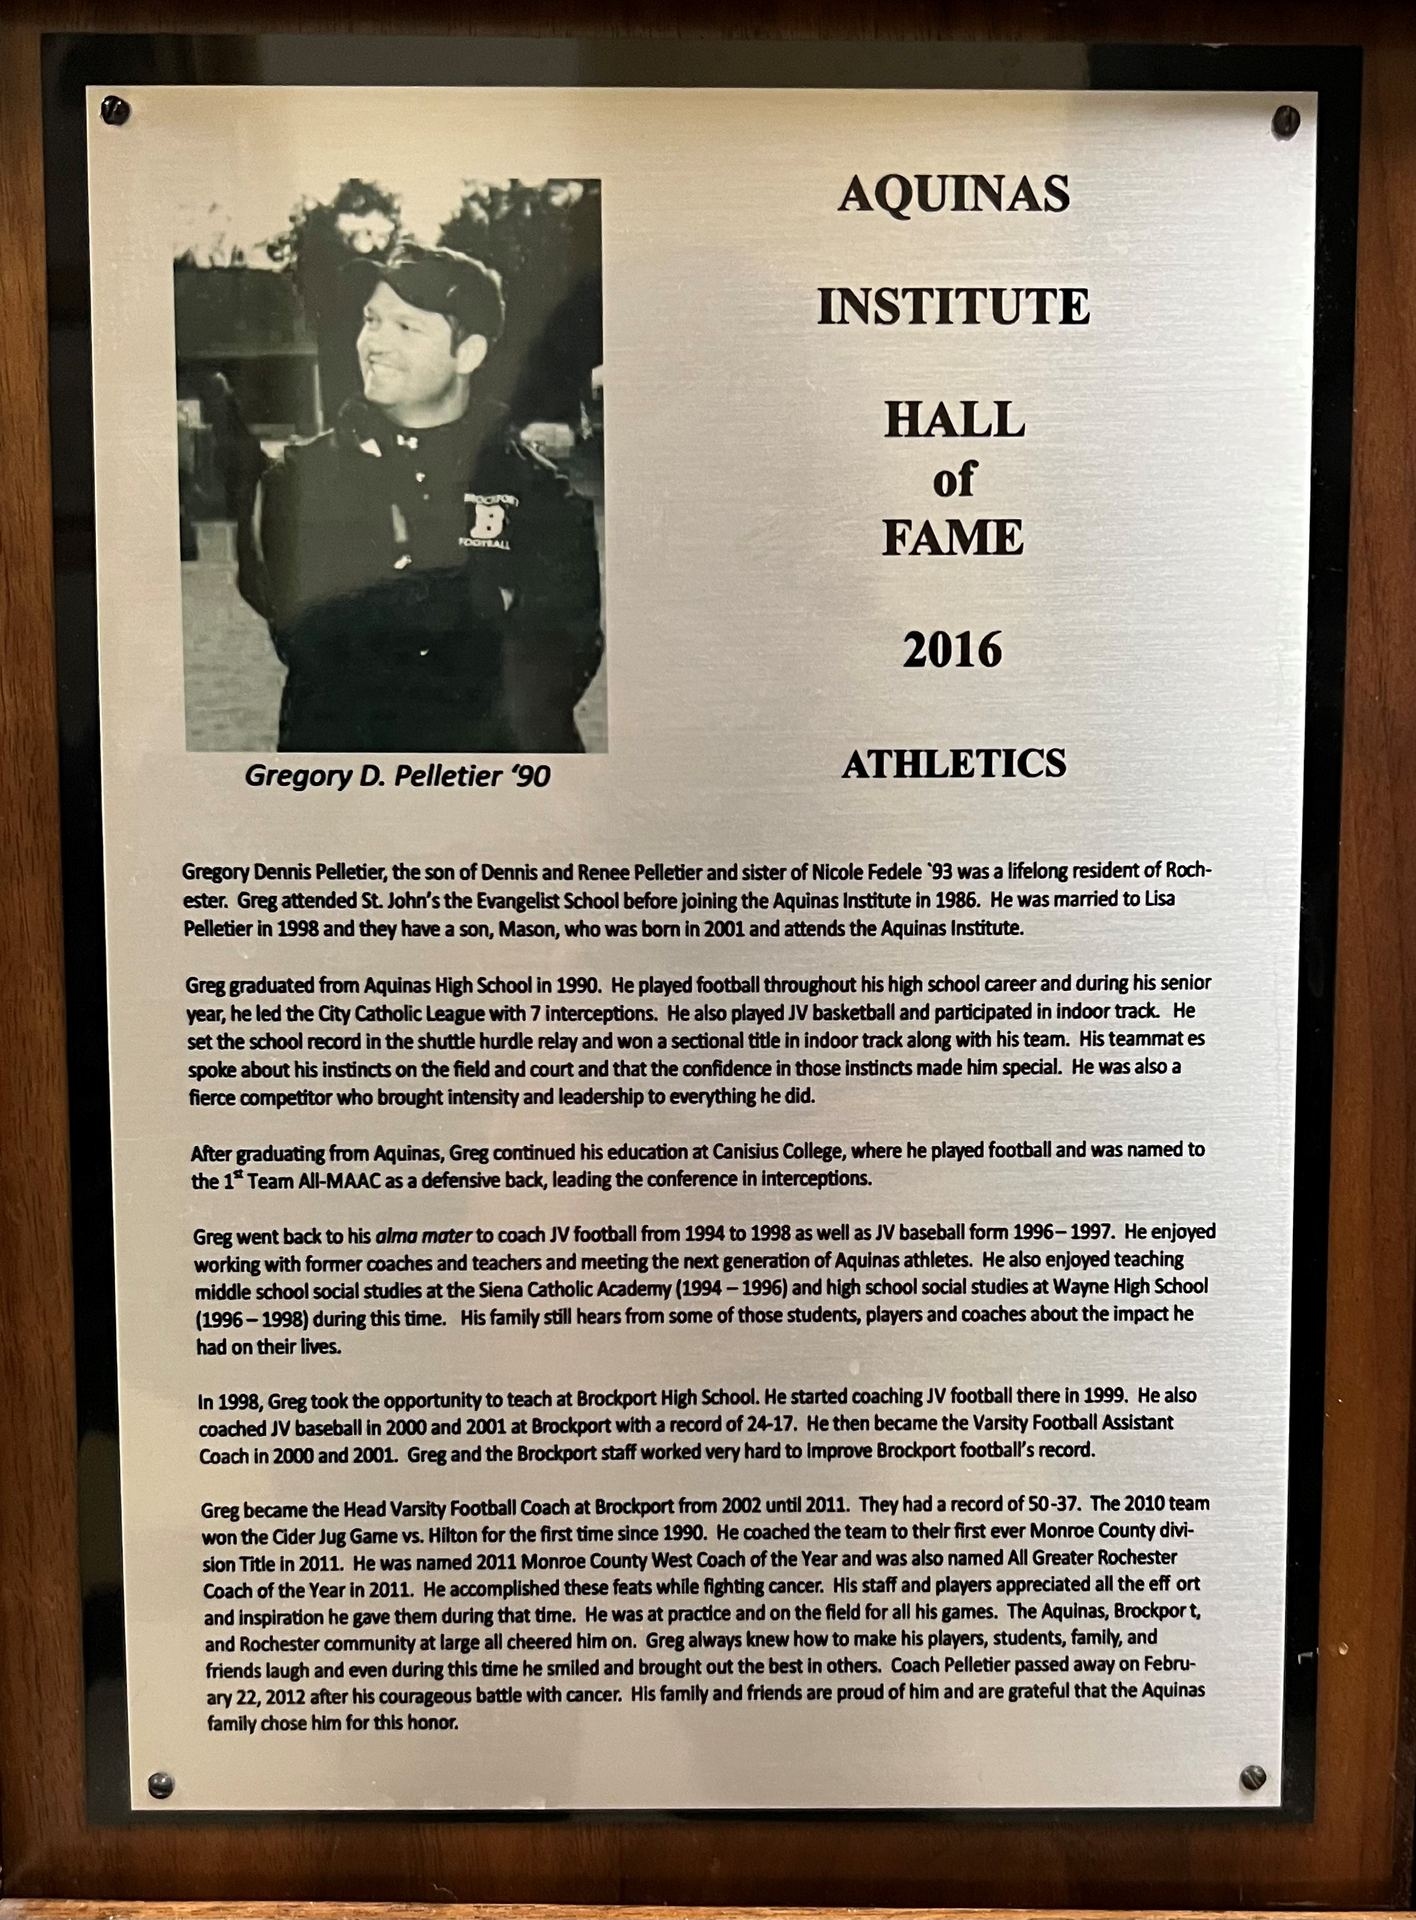 AQUINAS
INSTITUTE
HALL
of
FAME
2016
ATHLETICS
BROCKPORT
B
FOOTBALL
Gregory D. Pelletier ‘90
Gregory Dennis Pelletier, the son of Dennis and Renee Pelletier and sister of Nicole Fedele `93 was a lifelong resident of Roch-
ester. Greg attended St. John's the Evangelist School before joining the Aquinas Institute in 1986. He was married to Lisa
Pelletier in 1998 and they have a son, Mason, who was born in 2001 and attends the Aquinas Institute.
Greg graduated from Aquinas High School in 1990. He played football throughout his high school career and during his senior
year, he led the City Catholic League with 7 interceptions. He also played JV basketball and participated in indoor track. He
set the school record in the shuttle hurdle relay and won a sectional title in indoor track along with his team. His teammat es
spoke about his instincts on the field and court and that the confidence in those instincts made him special. He was also a
fierce competitor who brought intensity and leadership to everything he did.
After graduating from Aquinas, Greg continued his education at Canisius College, where he played football and was named to
the 1st Team All-MAAC as a defensive back, leading the conference in interceptions.
Greg went back to his alma mater to coach JV football from 1994 to 1998 as well as JV baseball form 1996 – 1997. He enjoyed
working with former coaches and teachers and meeting the next generation of Aquinas athletes. He also enjoyed teaching
middle school social studies at the Siena Catholic Academy (1994 – 1996) and high school social studies at Wayne High School
(1996 – 1998) during this time. His family still hears from some of those students, players and coaches about the impact he
had on their lives.
In 1998, Greg took the opportunity to teach at Brockport High School. He started coaching JV football there in 1999. He also
coached JV baseball in 2000 and 2001 at Brockport with a record of 24-17. He then became the Varsity Football Assistant
Coach in 2000 and 2001. Greg and the Brockport staff worked very hard to improve Brockport football's record.
Greg became the Head Varsity Football Coach at Brockport from 2002 until 2011. They had a record of 50-37. The 2010 team
won the Cider Jug Game vs. Hilton for the first time since 1990. He coached the team to their first ever Monroe County divi-
sion Title in 2011. He was named 2011 Monroe County West Coach of the Year and was also named All Greater Rochester
Coach of the Year in 2011. He accomplished these feats while fighting cancer. His staff and players appreciated all the eff ort
and inspiration he gave them during that time. He was at practice and on the field for all his games. The Aquinas, Brockpor t,
and Rochester community at large all cheered him on. Greg always knew how to make his players, students, family, and
friends laugh and even during this time he smiled and brought out the best in others. Coach Pelletier passed away on Febru-
ary 22, 2012 after his courageous battle with cancer. His family and friends are proud of him and are grateful that the Aquinas
family chose him for this honor.